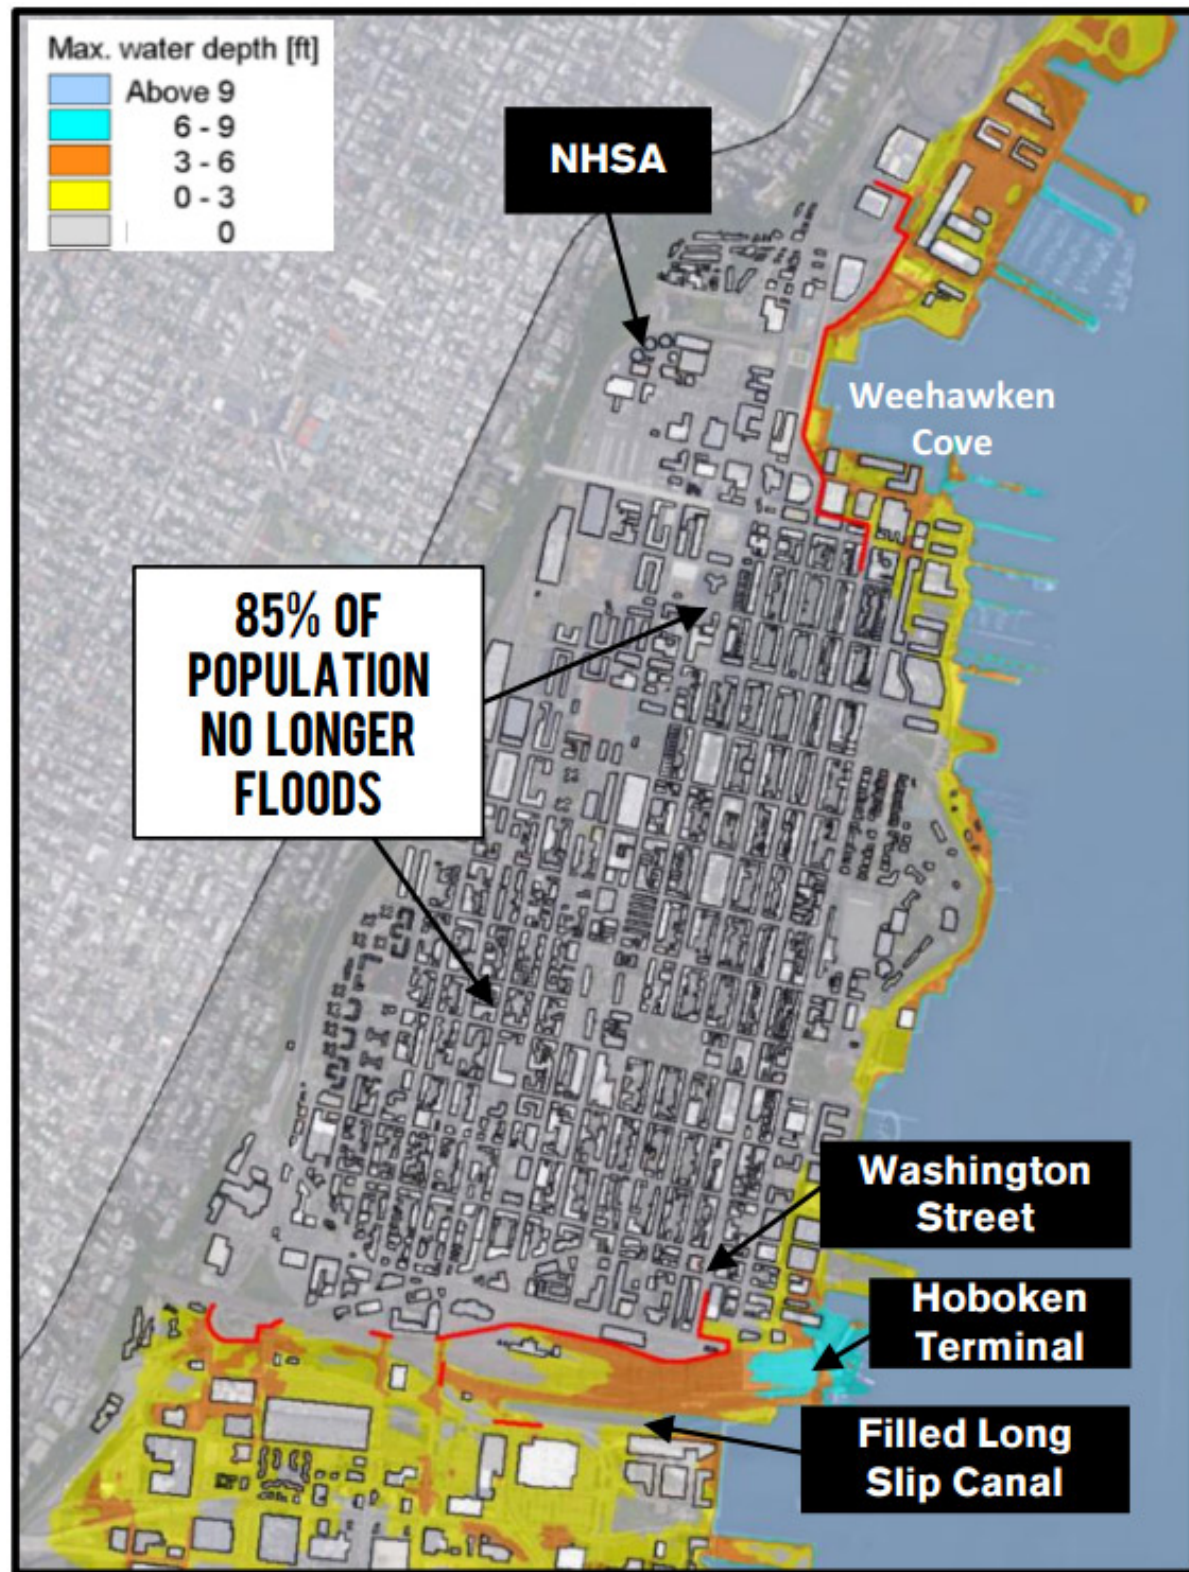 Max. water depth [ft]
Above 9
6 - 9
3 - 6
0 - 3
0
NHSA
Weehawken
Cove
85% OF
POPULATION
NO LONGER
FLOODS
Washington
Street
Hoboken
Terminal
Filled Long
Slip Canal